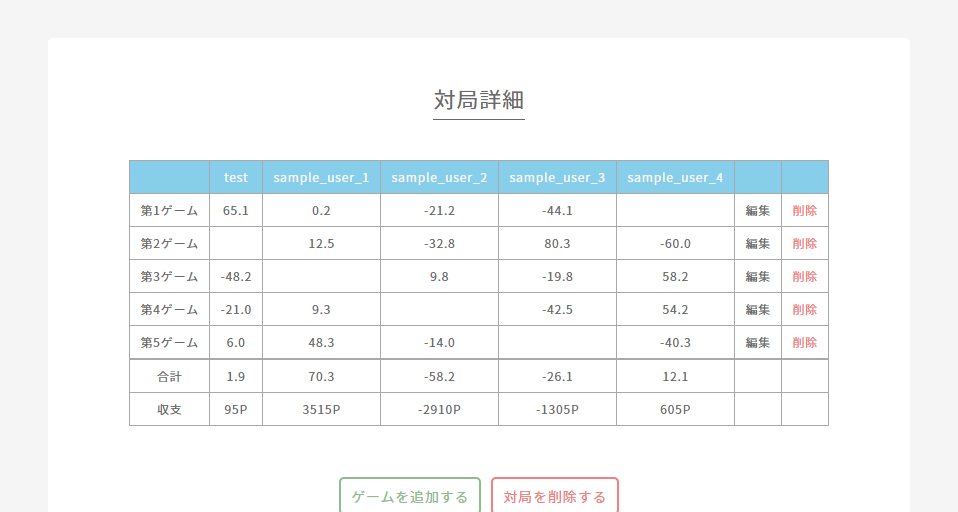 対局詳細
test sample_user_1 sample_user_2 sample_user_3 sample_user_4
第1ゲーム 65.1 0.2 -21.2 -44.1 編集 削除
第2ゲーム 12.5 -32.8 80.3 -60.0 編集 削除
第3ゲーム -48.2 9.8 -19.8 58.2 編集 削除
第4ゲーム -21.0 9.3 -42.5 54.2 編集 削除
第5ゲーム 6.0 48.3 -14.0 -40.3 編集 削除
合計 1.9 70.3 -58.2 -26.1 12.1
収支 95P 3515P -2910P -1305P 605P
ゲームを追加する 対局を削除する